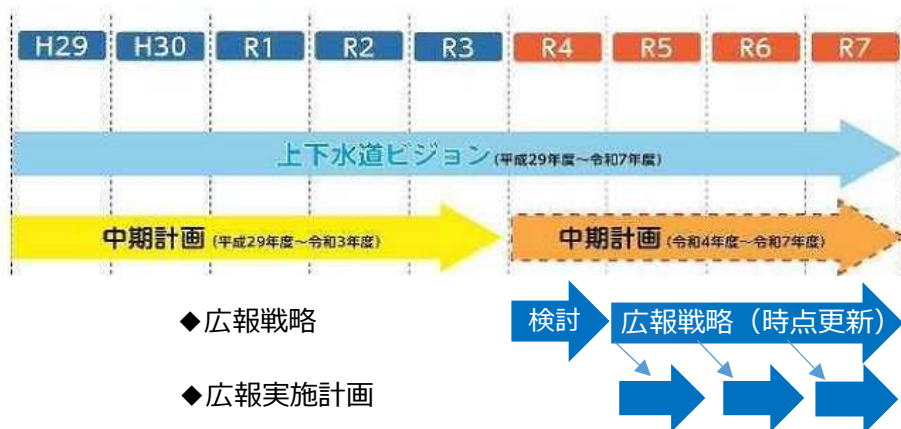 H29 H30 R1 R2 R3 R4 R5 R6 R7
上下水道ビジョン(平成29年度～令和7年度)
中期計画(平成29年度～令和3年度) 中期計画(令和4年度～令和7年度)
◆広報戦略 検討 広報戦略（時点更新）
◆広報実施計画